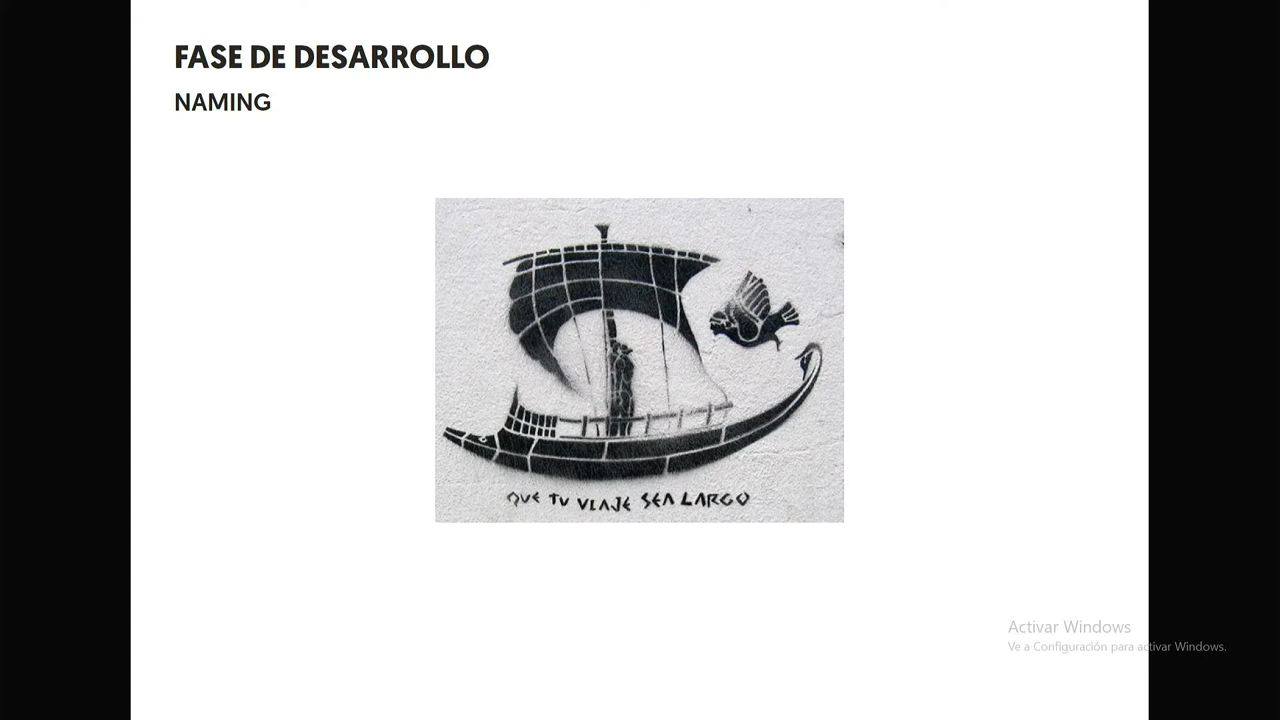 FASE DE DESARROLLO
NAMING
QUE TU VIAJE SEA LARGO
Activar Windows
Ve a Configuración para activar Windows.